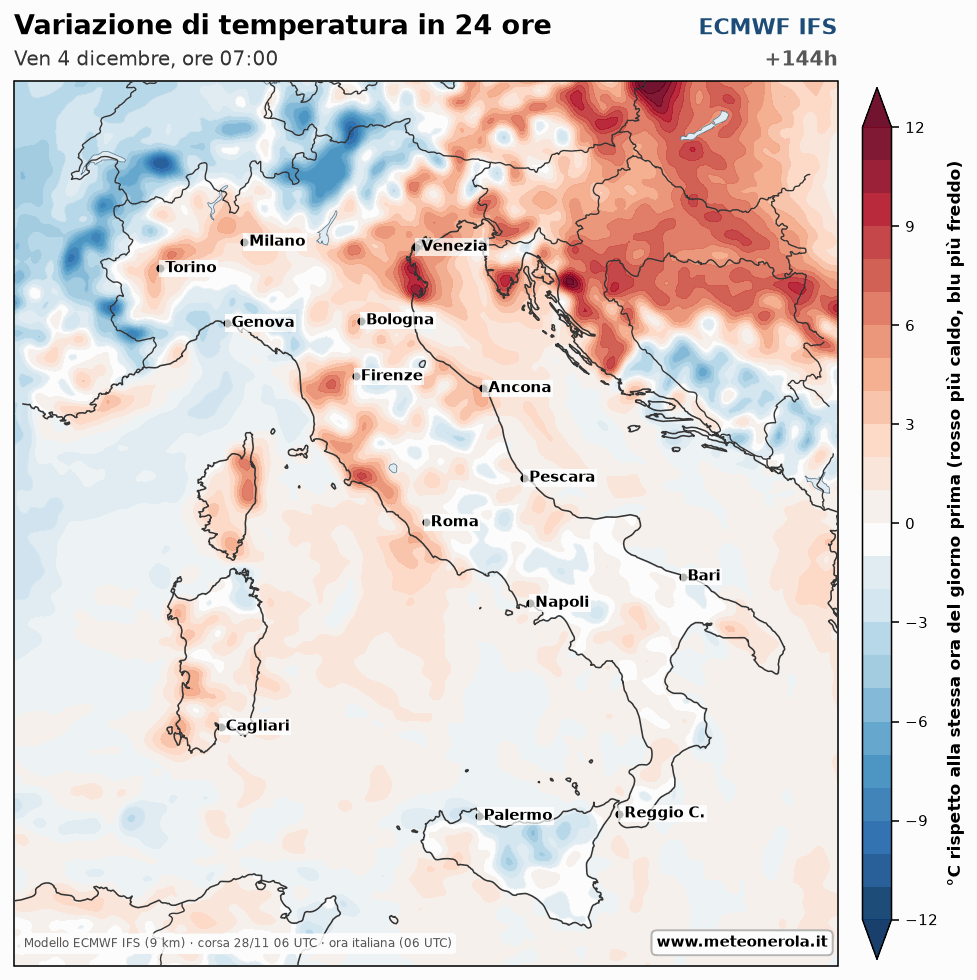 Variazione di temperatura in 24 ore
ECMWF IFS
Ven 4 dicembre, ore 07:00
+144h
Milano
Venezia
Torino
Genova
Bologna
Firenze
Ancona
Pescara
Roma
Bari
Napoli
Cagliari
Palermo
Reggio C.
12
9
6
3
0
−3
−6
−9
−12
°C rispetto alla stessa ora del giorno prima (rosso più caldo, blu più freddo)
Modello ECMWF IFS (9 km) · corsa 28/11 06 UTC · ora italiana (06 UTC)
www.meteonerola.it